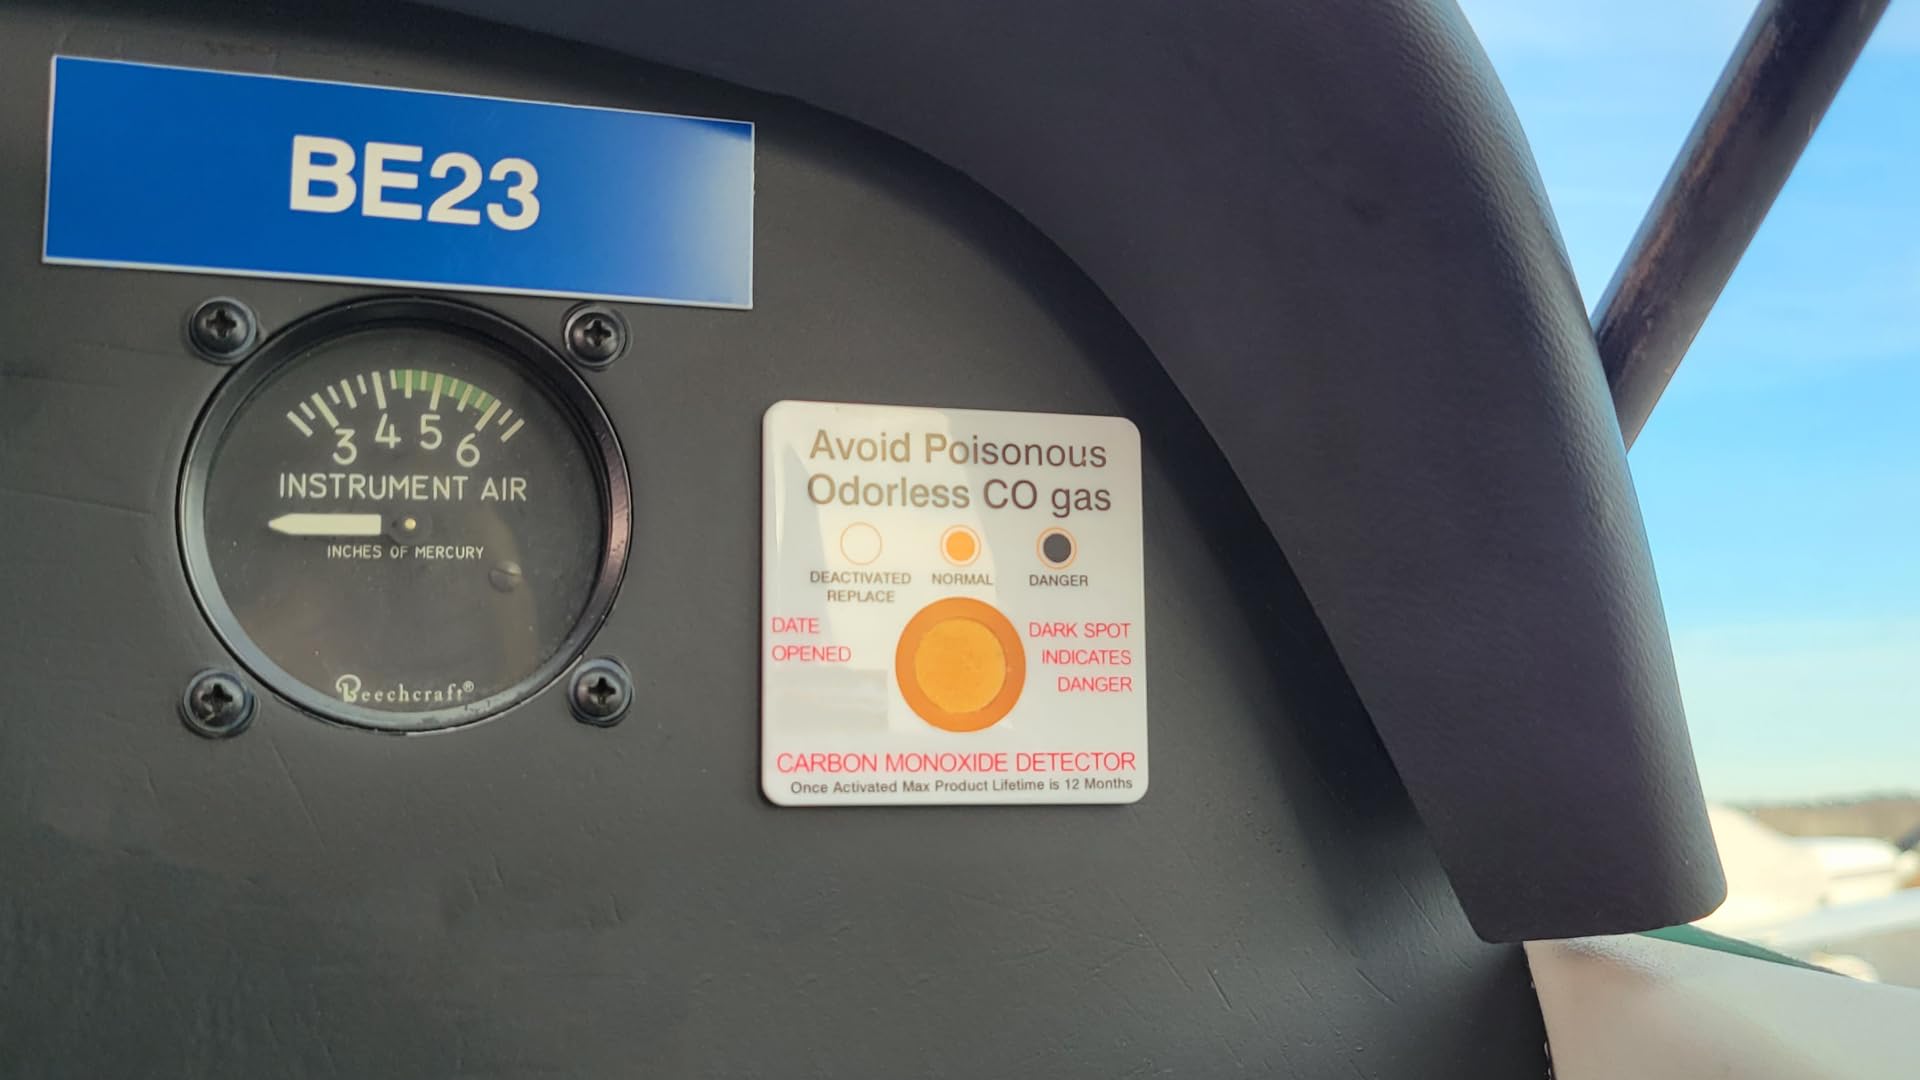 BE23
3 4 5 6
INSTRUMENT AIR
INCHES OF MERCURY
Beechcraft®
Avoid Poisonous
Odorless CO gas
DEACTIVATED
REPLACE
NORMAL
DANGER
DATE
OPENED
DARK SPOT
INDICATES
DANGER
CARBON MONOXIDE DETECTOR
Once Activated Max Product Lifetime is 12 Months